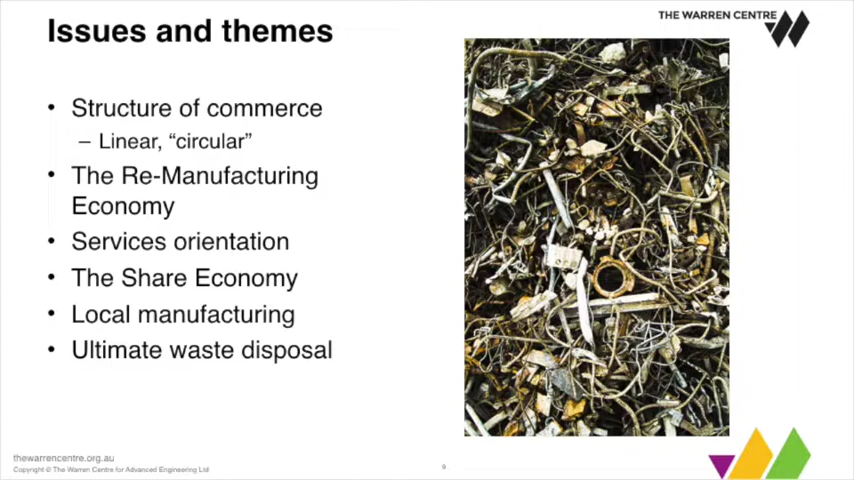 Issues and themes
THE WARREN CENTRE
• Structure of commerce
– Linear, “circular”
• The Re-Manufacturing
Economy
• Services orientation
• The Share Economy
• Local manufacturing
• Ultimate waste disposal
thewarrencentre.org.au
Copyright © The Warren Centre for Advanced Engineering Ltd
9